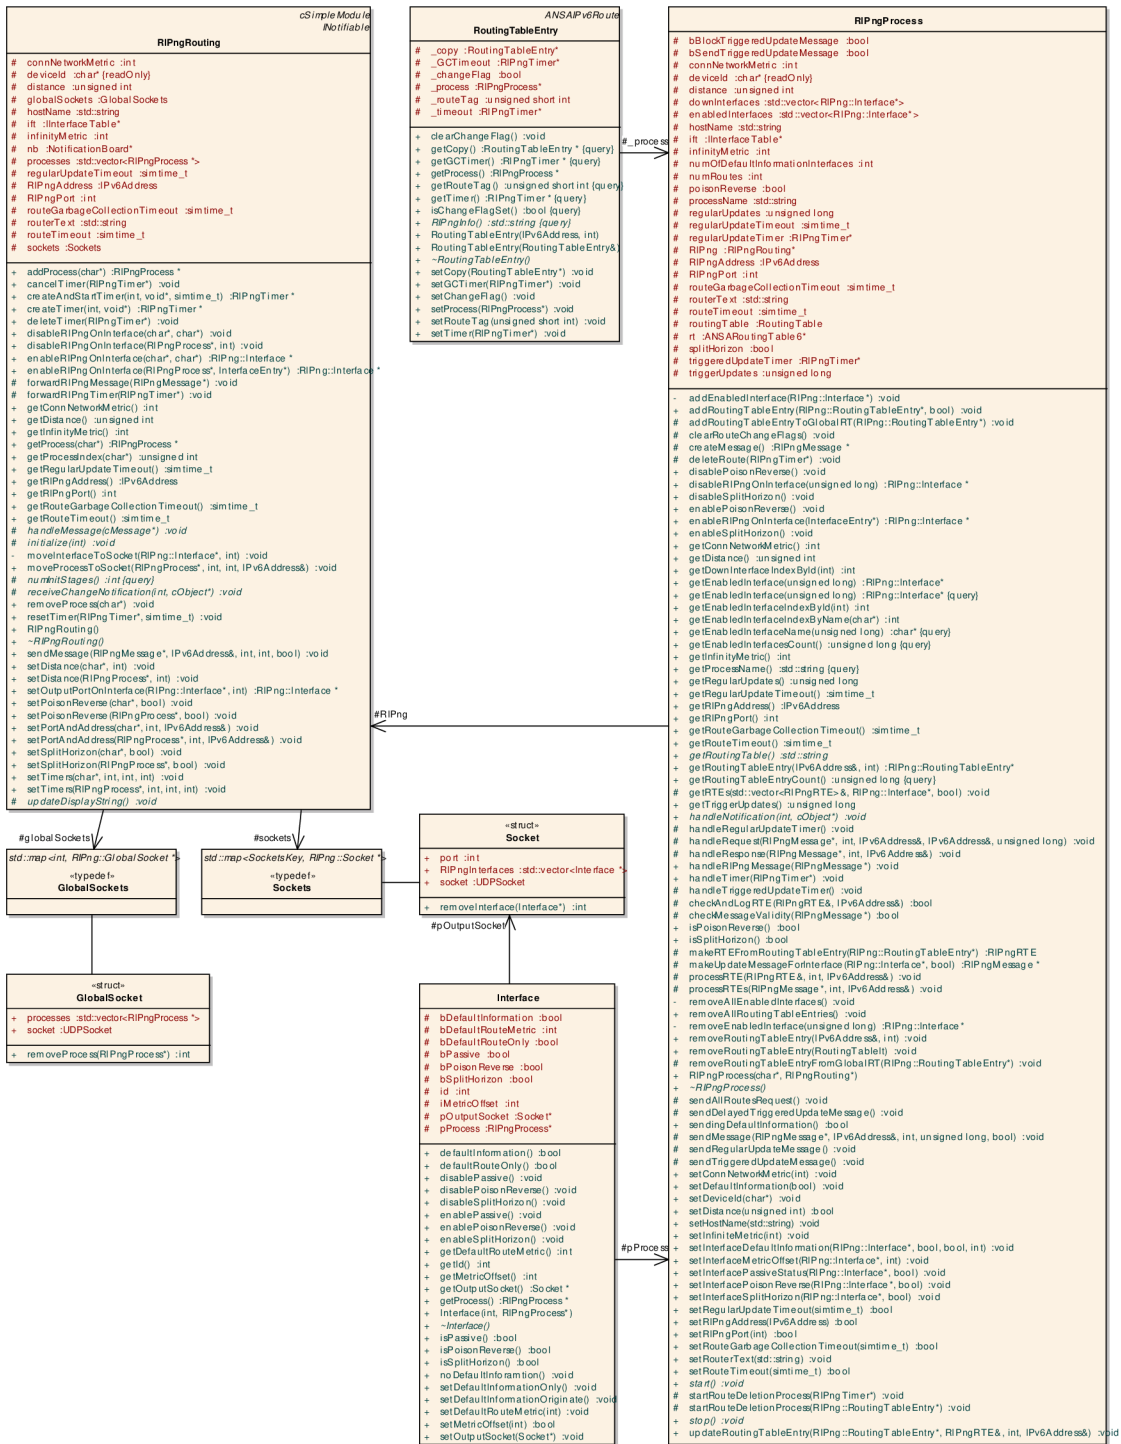 cSimpleModule
INotifiable
RIPngRouting
# connNetworkMetric :int
# deviceId :char* {readOnly}
# distance :unsigned int
# globalSockets :GlobalSockets
# hostName :std::string
# ift :IInterfaceTable*
# infinityMetric :int
# nb :NotificationBoard*
# processes :std::vector<RIPngProcess *>
# regularUpdateTimeout :simtime_t
# RIPngAddress :IPv6Address
# RIPngPort :int
# routeGarbageCollectionTimeout :simtime_t
# routerText :std::string
# routeTimeout :simtime_t
# sockets :Sockets
+ addProcess(char*) :RIPngProcess *
+ cancelTimer(RIPngTimer*) :void
+ createAndStartTimer(int, void*, simtime_t) :RIPngTimer *
+ createTimer(int, void*) :RIPngTimer *
+ deleteTimer(RIPngTimer*) :void
+ disableRIPngOnInterface(char*, char*) :void
+ disableRIPngOnInterface(RIPngProcess*, int) :void
+ enableRIPngOnInterface(char*, char*) :RIPng::Interface *
+ enableRIPngOnInterface(RIPngProcess*, InterfaceEntry*) :RIPng::Interface *
# forwardRIPngMessage(RIPngMessage*) :void
# forwardRIPngTimer(RIPngTimer*) :void
+ getConnNetworkMetric() :int
+ getDistance() :unsigned int
+ getInfinityMetric() :int
+ getProcess(char*) :RIPngProcess *
+ getProcessIndex(char*) :unsigned int
+ getRegularUpdateTimeout() :simtime_t
+ getRIPngAddress() :IPv6Address
+ getRIPngPort() :int
+ getRouteGarbageCollectionTimeout() :simtime_t
+ getRouteTimeout() :simtime_t
# handleMessage(cMessage*) :void
# initialize(int) :void
- moveInterfaceToSocket(RIPng::Interface*, int) :void
+ moveProcessToSocket(RIPngProcess*, int, int, IPv6Address&) :void
# numInitStages() :int {query}
# receiveChangeNotification(int, cObject*) :void
+ removeProcess(char*) :void
+ resetTimer(RIPngTimer*, simtime_t) :void
+ RIPngRouting()
+ ~RIPngRouting()
+ sendMessage(RIPngMessage*, IPv6Address&, int, int, bool) :void
+ setDistance(char*, int) :void
+ setDistance(RIPngProcess*, int) :void
+ setOutputPortOnInterface(RIPng::Interface*, int) :RIPng::Interface *
+ setPoisonReverse(char*, bool) :void
+ setPoisonReverse(RIPngProcess*, bool) :void
+ setPortAndAddress(char*, int, IPv6Address&) :void
+ setPortAndAddress(RIPngProcess*, int, IPv6Address&) :void
+ setSplitHorizon(char*, bool) :void
+ setSplitHorizon(RIPngProcess*, bool) :void
+ setTimers(char*, int, int, int) :void
+ setTimers(RIPngProcess*, int, int, int) :void
# updateDisplayString() :void
ANSAIPv6Route
RoutingTableEntry
# _copy :RoutingTableEntry*
# _GCTimeout :RIPngTimer*
# _changeFlag :bool
# _process :RIPngProcess*
# _routeTag :unsigned short int
# _timeout :RIPngTimer*
+ clearChangeFlag() :void
+ getCopy() :RoutingTableEntry * {query}
+ getGCTimer() :RIPngTimer * {query}
+ getProcess() :RIPngProcess *
+ getRouteTag() :unsigned short int {query}
+ getTimer() :RIPngTimer * {query}
+ isChangeFlagSet() :bool {query}
+ RIPngInfo() :std::string {query}
+ RoutingTableEntry(IPv6Address, int)
+ RoutingTableEntry(RoutingTableEntry&)
+ ~RoutingTableEntry()
+ setCopy(RoutingTableEntry*) :void
+ setGCTimer(RIPngTimer*) :void
+ setChangeFlag() :void
+ setProcess(RIPngProcess*) :void
+ setRouteTag(unsigned short int) :void
+ setTimer(RIPngTimer*) :void
#_process
RIPngProcess
# bBlockTriggeredUpdateMessage :bool
# bSendTriggeredUpdateMessage :bool
# connNetworkMetric :int
# deviceId :char* {readOnly}
# distance :unsigned int
# downInterfaces :std::vector<RIPng::Interface*>
# enabledInterfaces :std::vector<RIPng::Interface*>
# hostName :std::string
# ift :IInterfaceTable*
# infinityMetric :int
# numOfDefaultInformationInterfaces :int
# numRoutes :int
# poisonReverse :bool
# processName :std::string
# regularUpdates :unsigned long
# regularUpdateTimeout :simtime_t
# regularUpdateTimer :RIPngTimer*
# RIPng :RIPngRouting*
# RIPngAddress :IPv6Address
# RIPngPort :int
# routeGarbageCollectionTimeout :simtime_t
# routerText :std::string
# routeTimeout :simtime_t
# routingTable :RoutingTable
# rt :ANSARoutingTable6*
# splitHorizon :bool
# triggeredUpdateTimer :RIPngTimer*
# triggerUpdates :unsigned long
- addEnabledInterface(RIPng::Interface*) :void
+ addRoutingTableEntry(RIPng::RoutingTableEntry*, bool) :void
# addRoutingTableEntryToGlobalRT(RIPng::RoutingTableEntry*) :void
# clearRouteChangeFlags() :void
# createMessage() :RIPngMessage *
# deleteRoute(RIPngTimer*) :void
+ disablePoisonReverse() :void
+ disableRIPngOnInterface(unsigned long) :RIPng::Interface *
+ disableSplitHorizon() :void
+ enablePoisonReverse() :void
+ enableRIPngOnInterface(InterfaceEntry*) :RIPng::Interface *
+ enableSplitHorizon() :void
+ getConnNetworkMetric() :int
+ getDistance() :unsigned int
+ getDownInterfaceIndexById(int) :int
+ getEnabledInterface(unsigned long) :RIPng::Interface*
+ getEnabledInterface(unsigned long) :RIPng::Interface* {query}
+ getEnabledInterfaceIndexById(int) :int
+ getEnabledInterfaceIndexByName(char*) :int
+ getEnabledInterfaceName(unsigned long) :char* {query}
+ getEnabledInterfacesCount() :unsigned long {query}
+ getInfinityMetric() :int
+ getProcessName() :std::string {query}
+ getRegularUpdates() :unsigned long
+ getRegularUpdateTimeout() :simtime_t
+ getRIPngAddress() :IPv6Address
+ getRIPngPort() :int
+ getRouteGarbageCollectionTimeout() :simtime_t
+ getRouteTimeout() :simtime_t
+ getRoutingTable() :std::string
+ getRoutingTableEntry(IPv6Address&, int) :RIPng::RoutingTableEntry*
+ getRoutingTableEntryCount() :unsigned long {query}
# getRTEs(std::vector<RIPngRTE>&, RIPng::Interface*, bool) :void
+ getTriggerUpdates() :unsigned long
+ handleNotification(int, cObject*) :void
# handleRegularUpdateTimer() :void
# handleRequest(RIPngMessage*, int, IPv6Address&, IPv6Address&, unsigned long) :void
# handleResponse(RIPngMessage*, int, IPv6Address&) :void
+ handleRIPngMessage(RIPngMessage*) :void
+ handleTimer(RIPngTimer*) :void
# handleTriggeredUpdateTimer() :void
# checkAndLogRTE(RIPngRTE&, IPv6Address&) :bool
# checkMessageValidity(RIPngMessage*) :bool
+ isPoisonReverse() :bool
+ isSplitHorizon() :bool
# makeRTEFromRoutingTableEntry(RIPng::RoutingTableEntry*) :RIPngRTE
# makeUpdateMessageForInterface(RIPng::Interface*, bool) :RIPngMessage *
# processRTE(RIPngRTE&, int, IPv6Address&) :void
# processRTEs(RIPngMessage*, int, IPv6Address&) :void
- removeAllEnabledInterfaces() :void
+ removeAllRoutingTableEntries() :void
- removeEnabledInterface(unsigned long) :RIPng::Interface*
+ removeRoutingTableEntry(IPv6Address&, int) :void
+ removeRoutingTableEntry(RoutingTableIt) :void
# removeRoutingTableEntryFromGlobalRT(RIPng::RoutingTableEntry*) :void
+ RIPngProcess(char*, RIPngRouting*)
+ ~RIPngProcess()
# sendAllRoutesRequest() :void
# sendDelayedTriggeredUpdateMessage() :void
+ sendingDefaultInformation() :bool
# sendMessage(RIPngMessage*, IPv6Address&, int, unsigned long, bool) :void
# sendRegularUpdateMessage() :void
# sendTriggeredUpdateMessage() :void
+ setConnNetworkMetric(int) :void
+ setDefaultInformation(bool) :void
+ setDeviceId(char*) :void
+ setDistance(unsigned int) :bool
+ setHostName(std::string) :void
+ setInfiniteMetric(int) :void
+ setInterfaceDefaultInformation(RIPng::Interface*, bool, bool, int) :void
+ setInterfaceMetricOffset(RIPng::Interface*, int) :void
+ setInterfacePassiveStatus(RIPng::Interface*, bool) :void
+ setInterfacePoisonReverse(RIPng::Interface*, bool) :void
+ setInterfaceSplitHorizon(RIPng::Interface*, bool) :void
+ setRegularUpdateTimeout(simtime_t) :bool
+ setRIPngAddress(IPv6Address) :bool
+ setRIPngPort(int) :bool
+ setRouteGarbageCollectionTimeout(simtime_t) :bool
+ setRouterText(std::string) :void
+ setRouteTimeout(simtime_t) :bool
+ start() :void
# startRouteDeletionProcess(RIPngTimer*) :void
# startRouteDeletionProcess(RIPng::RoutingTableEntry*) :void
+ stop() :void
+ updateRoutingTableEntry(RIPng::RoutingTableEntry*, RIPngRTE&, int, IPv6Address&) :void
#RIPng
#globalSockets
#sockets
std::map<int, RIPng::GlobalSocket *>
«typedef»
GlobalSockets
std::map<SocketsKey, RIPng::Socket *>
«typedef»
Sockets
«struct»
Socket
+ port :int
+ RIPngInterfaces :std::vector<Interface *>
+ socket :UDPSocket
+ removeInterface(Interface*) :int
#pOutputSocket
«struct»
GlobalSocket
+ processes :std::vector<RIPngProcess *>
+ socket :UDPSocket
+ removeProcess(RIPngProcess*) :int
Interface
# bDefaultInformation :bool
# bDefaultRouteMetric :int
# bDefaultRouteOnly :bool
# bPassive :bool
# bPoisonReverse :bool
# bSplitHorizon :bool
# id :int
# iMetricOffset :int
# pOutputSocket :Socket*
# pProcess :RIPngProcess*
+ defaultInformation() :bool
+ defaultRouteOnly() :bool
+ disablePassive() :void
+ disablePoisonReverse() :void
+ disableSplitHorizon() :void
+ enablePassive() :void
+ enablePoisonReverse() :void
+ enableSplitHorizon() :void
+ getDefaultRouteMetric() :int
+ getId() :int
+ getMetricOffset() :int
+ getOutputSocket() :Socket *
+ getProcess() :RIPngProcess *
+ Interface(int, RIPngProcess*)
+ ~Interface()
+ isPassive() :bool
+ isPoisonReverse() :bool
+ isSplitHorizon() :bool
+ noDefaultInforamtion() :void
+ setDefaultInformationOnly() :void
+ setDefaultInformationOriginate() :void
+ setDefaultRouteMetric(int) :void
+ setMetricOffset(int) :bool
+ setOutputSocket(Socket*) :void
#pProcess